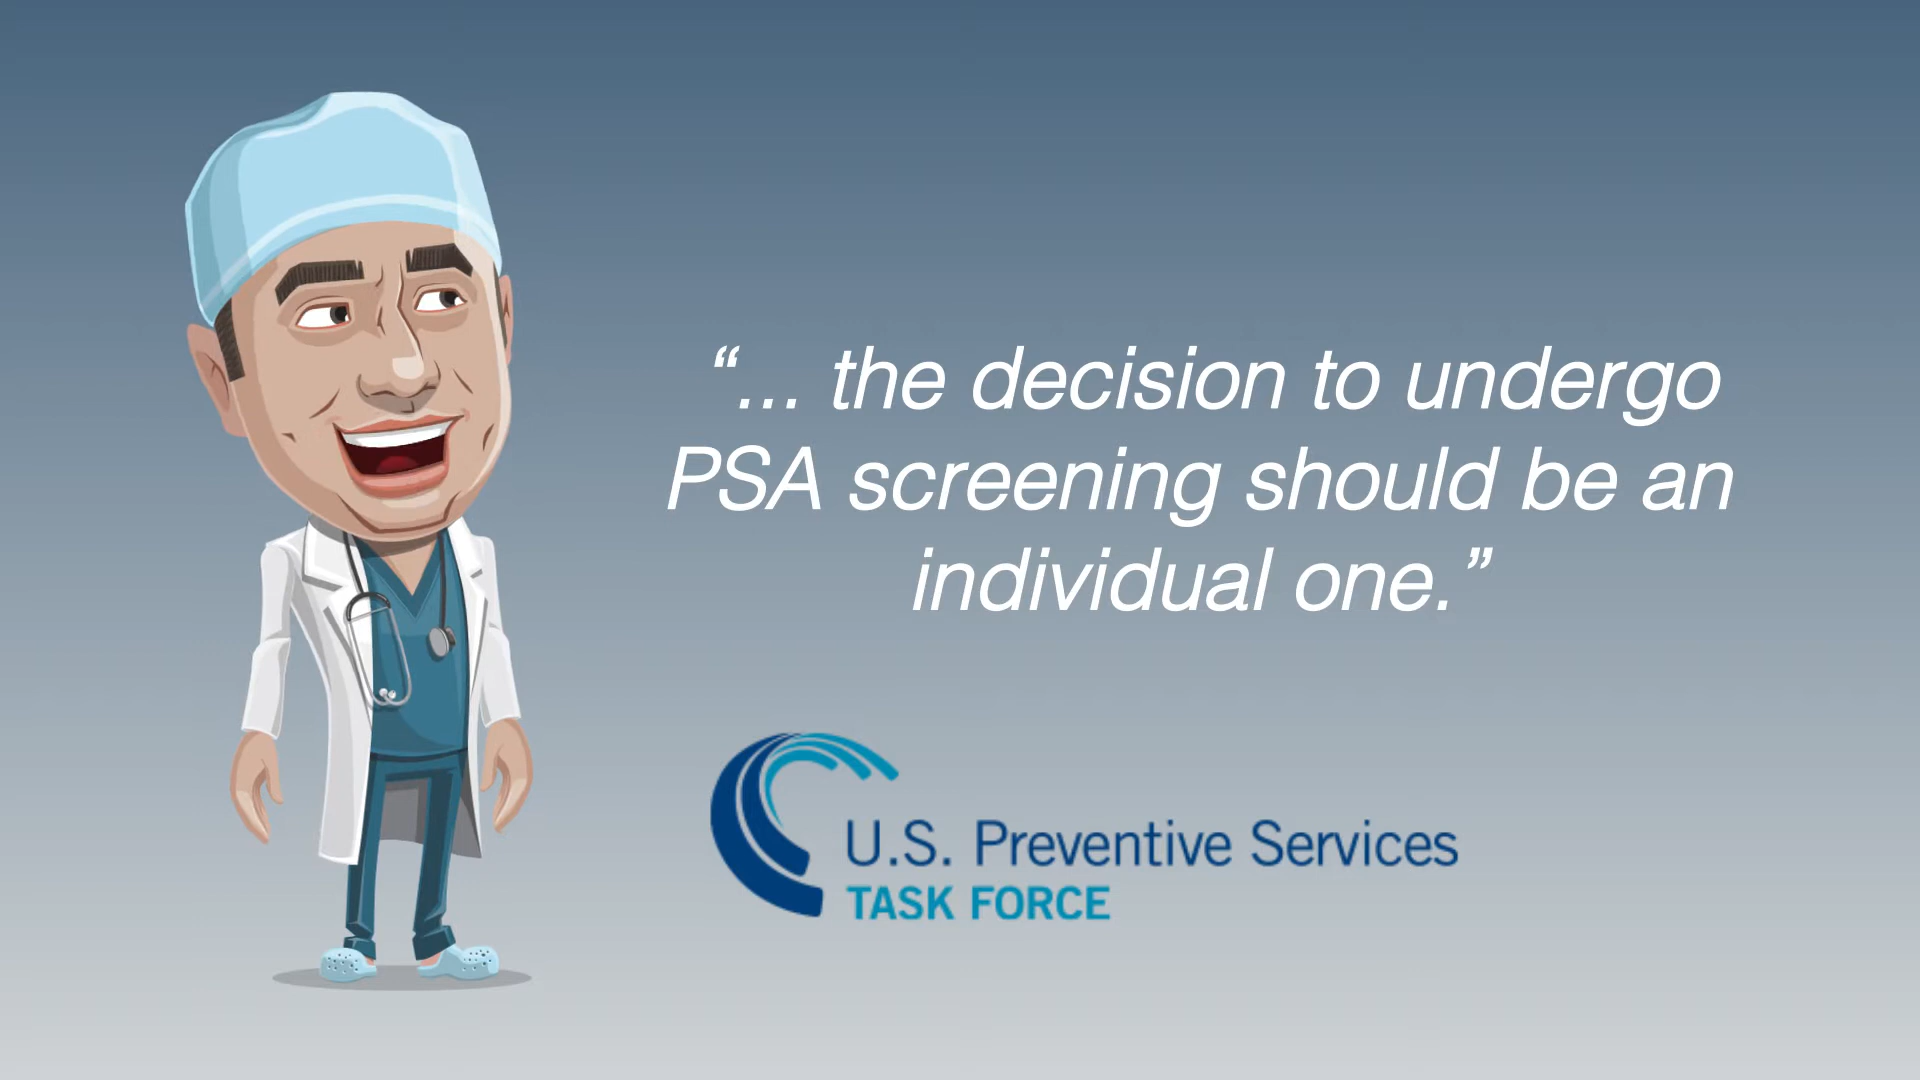 “... the decision to undergo
PSA screening should be an
individual one.”
U.S. Preventive Services
TASK FORCE